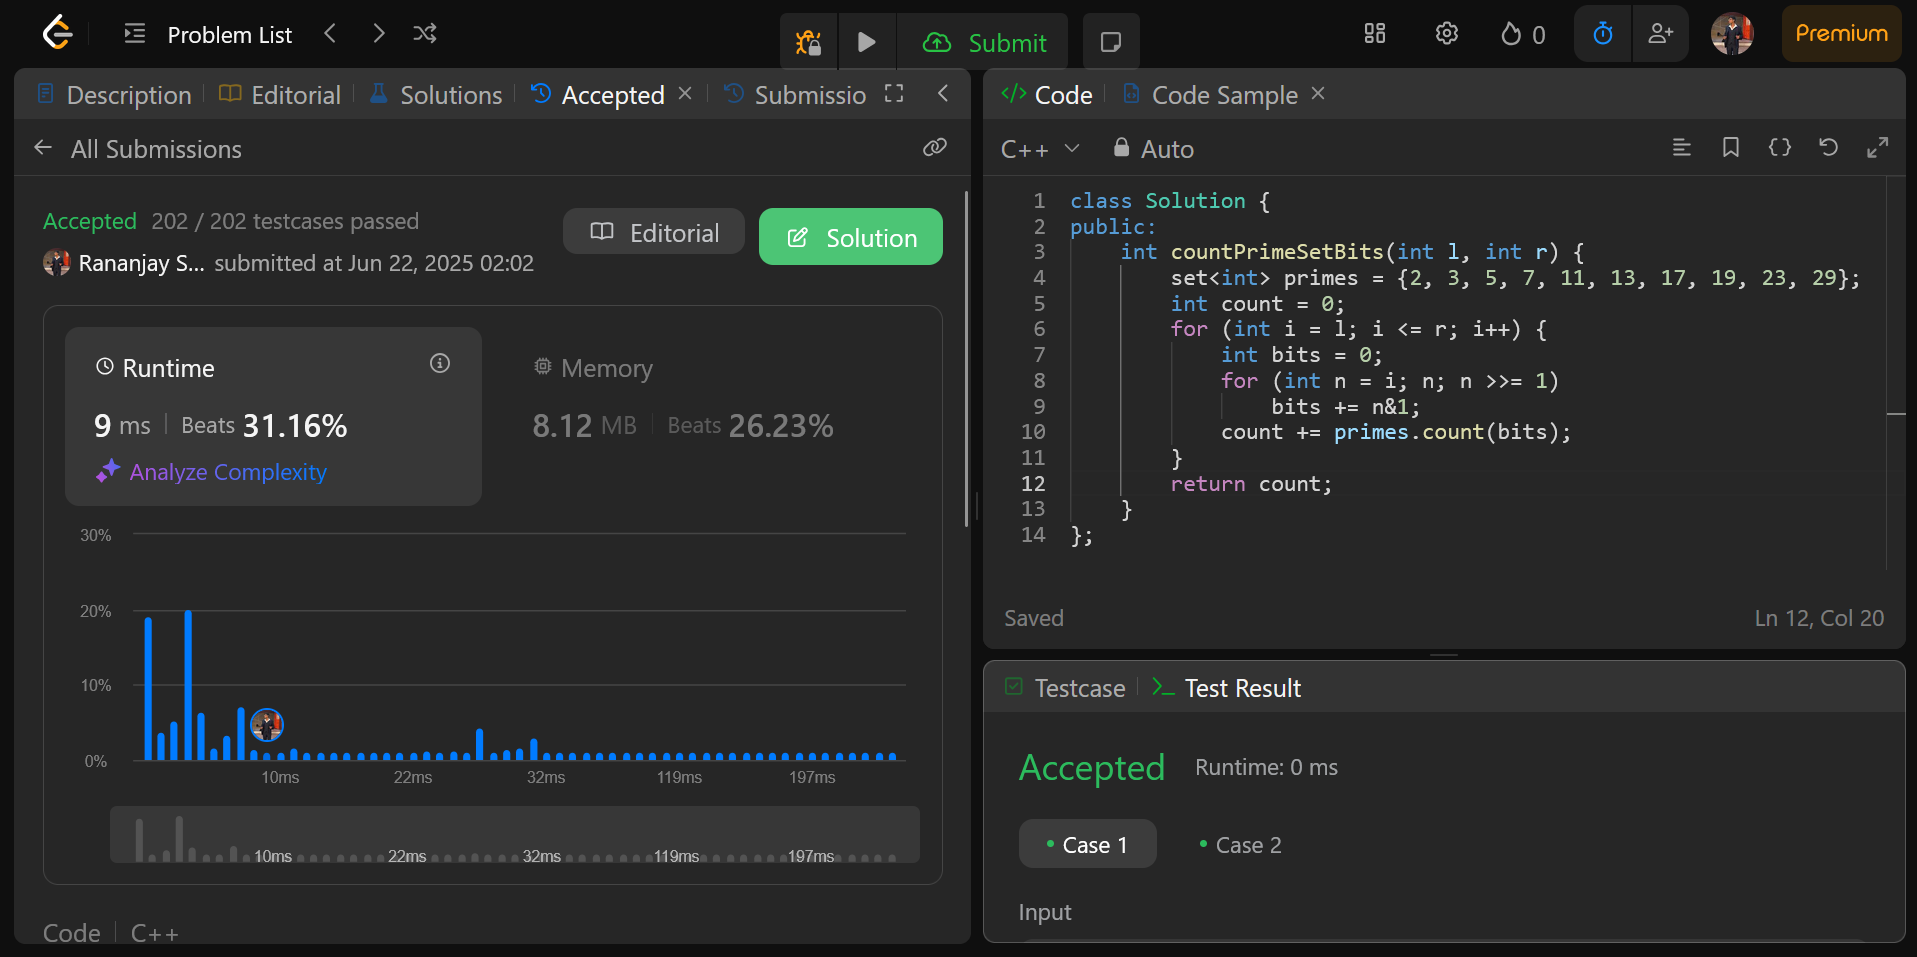 Problem List
Submit
0
Premium
Description
Editorial
Solutions
Accepted
Submissio
All Submissions
Accepted 202 / 202 testcases passed
Rananjay S... submitted at Jun 22, 2025 02:02
Editorial
Solution
Runtime
9 ms Beats 31.16%
Analyze Complexity
Memory
8.12 MB Beats 26.23%
30%
20%
10%
0%
10ms 22ms 32ms 119ms 197ms
10ms 22ms 32ms 119ms 197ms
Code C++
</> Code
Code Sample
C++ Auto
1 class Solution {
2 public:
3     int countPrimeSetBits(int l, int r) {
4         set<int> primes = {2, 3, 5, 7, 11, 13, 17, 19, 23, 29};
5         int count = 0;
6         for (int i = l; i <= r; i++) {
7             int bits = 0;
8             for (int n = i; n; n >>= 1)
9                 bits += n&1;
10             count += primes.count(bits);
11         }
12         return count;
13     }
14 };
Saved
Ln 12, Col 20
Testcase
Test Result
Accepted Runtime: 0 ms
Case 1
Case 2
Input